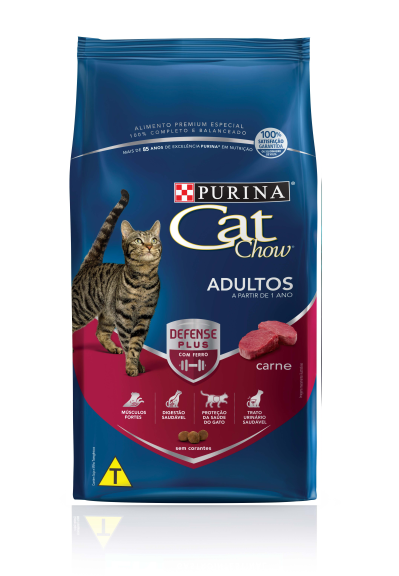 ALIMENTO PREMIUM ESPECIAL
100% COMPLETO E BALANCEADO
MAIS DE 85 ANOS DE EXCELÊNCIA PURINA® EM NUTRIÇÃO
100%
SATISFAÇÃO
GARANTIDA
PURINA®
Cat
Chow®
ADULTOS
A PARTIR DE 1 ANO
DEFENSE
PLUS
COM FERRO
carne
MÚSCULOS
FORTES
DIGESTÃO
SAUDÁVEL
PROTEÇÃO
DA SAÚDE
DO GATO
TRATO
URINÁRIO
SAUDÁVEL
sem corantes
T